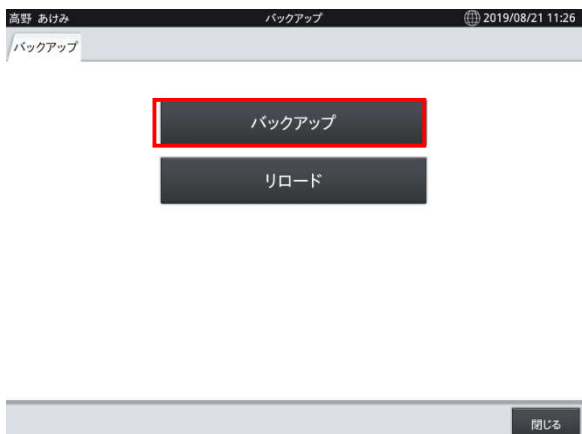 高野 あけみ バックアップ 2019/08/21 11:26
バックアップ
バックアップ
リロード
閉じる